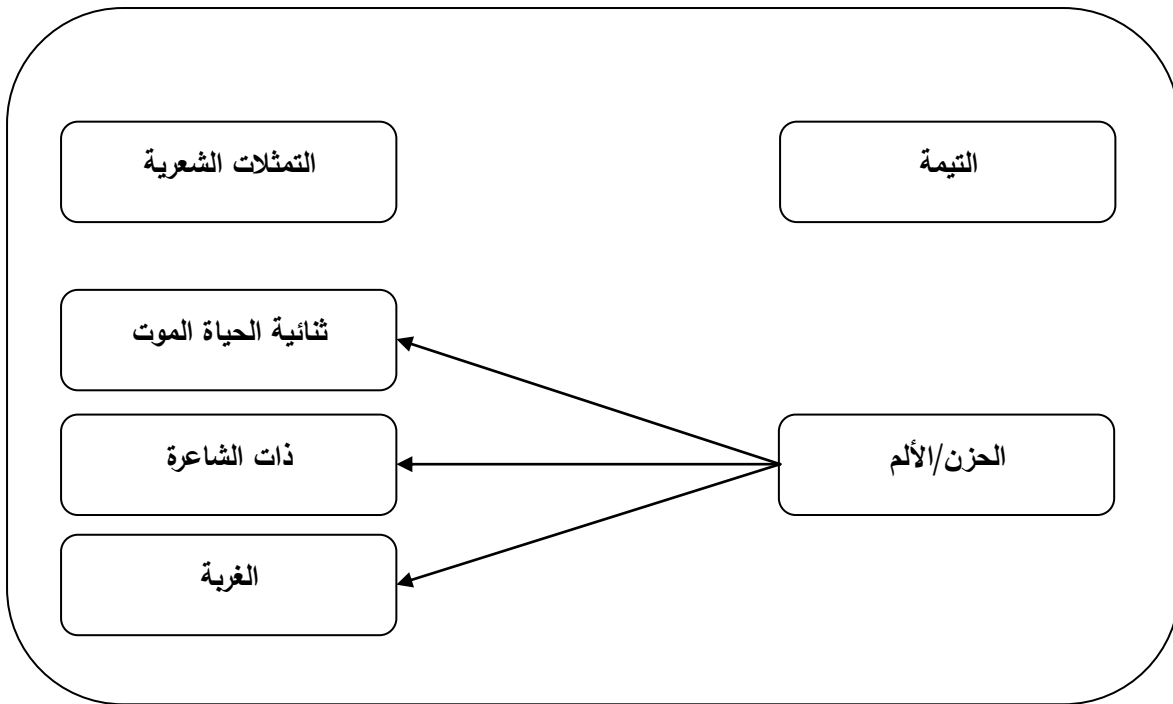 التيمة
التمثلات الشعرية
ثنائية الحياة الموت
الحزن/الألم
ذات الشاعرة
الغربة